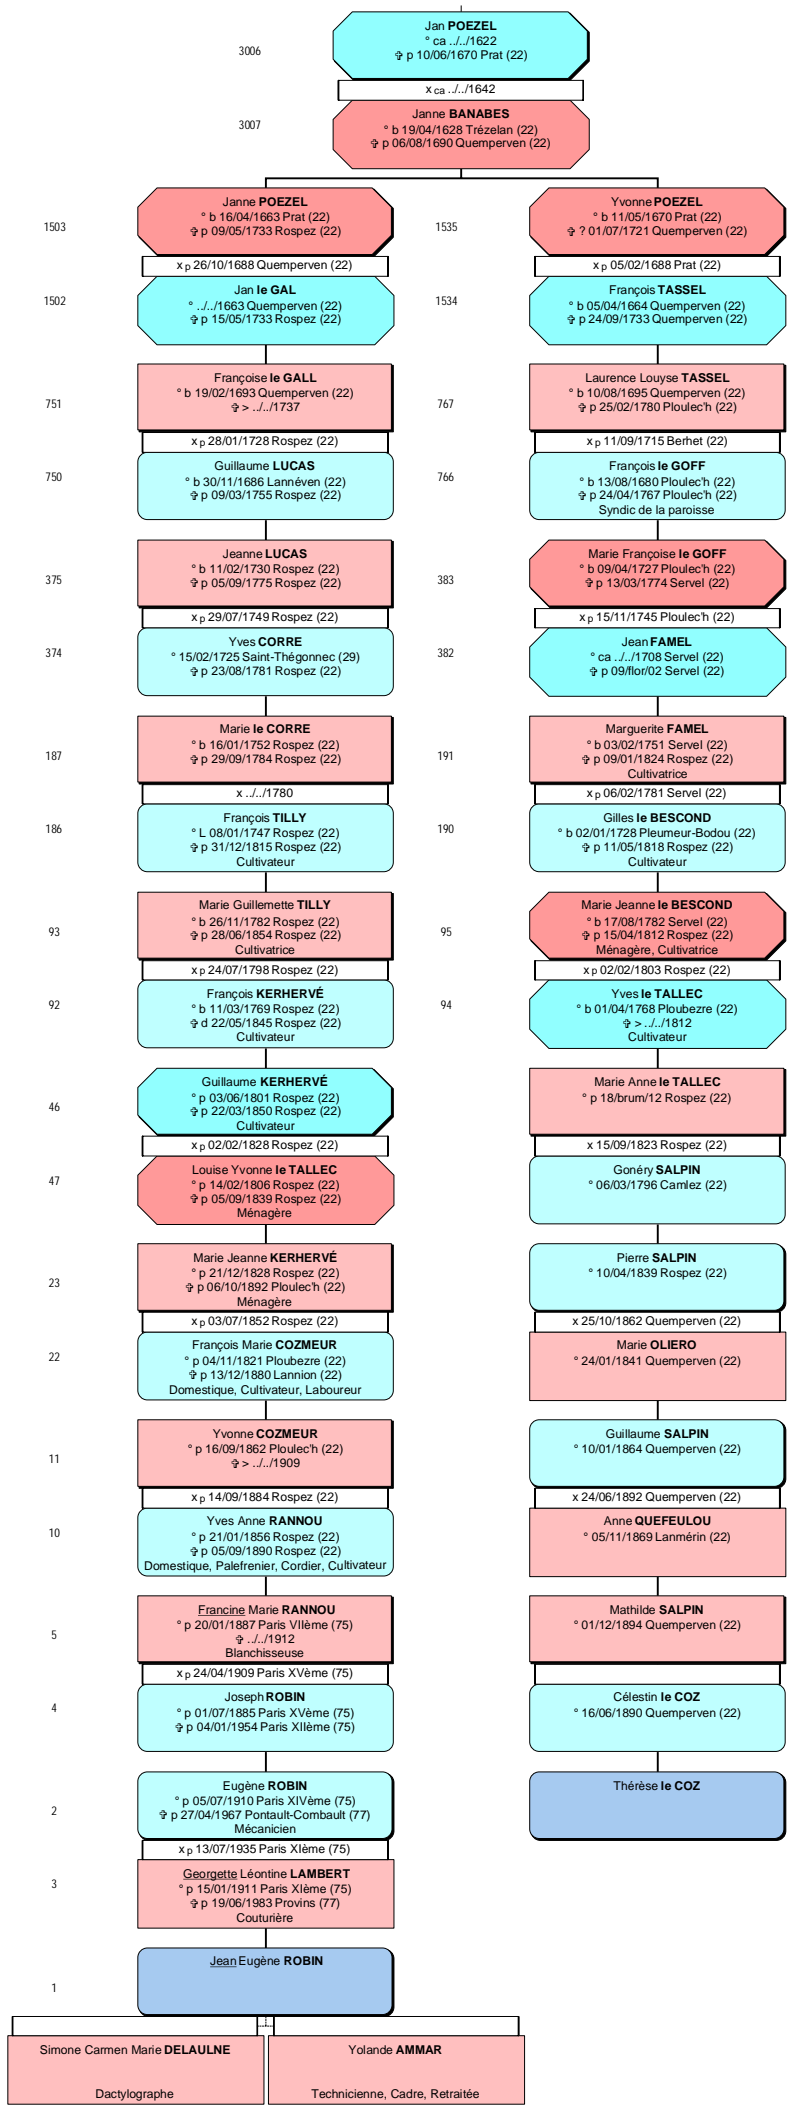 Jan POEZEL
° ca ../../1622
✞ p 10/06/1670 Prat (22)
3006
x ca ../../1642
Janne BANABES
° b 19/04/1628 Trézelan (22)
✞ p 06/08/1690 Quemperven (22)
3007
Janne POEZEL
° b 16/04/1663 Prat (22)
✞ p 09/05/1733 Rospez (22)
1503
x p 26/10/1688 Quemperven (22)
Jan le GAL
° ../../1663 Quemperven (22)
✞ p 15/05/1733 Rospez (22)
1502
Yvonne POEZEL
° b 11/05/1670 Prat (22)
✞ ? 01/07/1721 Quemperven (22)
1535
x p 05/02/1688 Prat (22)
François TASSEL
° b 05/04/1664 Quemperven (22)
✞ p 24/09/1733 Quemperven (22)
1534
Françoise le GALL
° b 19/02/1693 Quemperven (22)
✞ > ../../1737
751
x p 28/01/1728 Rospez (22)
Guillaume LUCAS
° b 30/11/1686 Lannéven (22)
✞ p 09/03/1755 Rospez (22)
750
Laurence Louyse TASSEL
° b 10/08/1695 Quemperven (22)
✞ p 25/02/1780 Ploulec'h (22)
767
x p 11/09/1715 Berhet (22)
François le GOFF
° b 13/08/1680 Ploulec'h (22)
✞ p 24/04/1767 Ploulec'h (22)
Syndic de la paroisse
766
Jeanne LUCAS
° b 11/02/1730 Rospez (22)
✞ p 05/09/1775 Rospez (22)
375
x p 29/07/1749 Rospez (22)
Yves CORRE
° 15/02/1725 Saint-Thégonnec (29)
✞ p 23/08/1781 Rospez (22)
374
Marie Françoise le GOFF
° b 09/04/1727 Ploulec'h (22)
✞ p 13/03/1774 Servel (22)
383
x p 15/11/1745 Ploulec'h (22)
Jean FAMEL
° ca ../../1708 Servel (22)
✞ p 09/flor/02 Servel (22)
382
Marie le CORRE
° b 16/01/1752 Rospez (22)
✞ p 29/09/1784 Rospez (22)
187
x ../../1780
François TILLY
° L 08/01/1747 Rospez (22)
✞ p 31/12/1815 Rospez (22)
Cultivateur
186
Marguerite FAMEL
° b 03/02/1751 Servel (22)
✞ p 09/01/1824 Rospez (22)
Cultivatrice
191
x p 06/02/1781 Servel (22)
Gilles le BESCOND
° b 02/01/1728 Pleumeur-Bodou (22)
✞ p 11/05/1818 Rospez (22)
Cultivateur
190
Marie Guillemette TILLY
° b 26/11/1782 Rospez (22)
✞ p 28/06/1854 Rospez (22)
Cultivatrice
93
x p 24/07/1798 Rospez (22)
François KERHERVÉ
° b 11/03/1769 Rospez (22)
✞ d 22/05/1845 Rospez (22)
Cultivateur
92
Marie Jeanne le BESCOND
° b 17/08/1782 Servel (22)
✞ p 15/04/1812 Rospez (22)
Ménagère, Cultivatrice
95
x p 02/02/1803 Rospez (22)
Yves le TALLEC
° b 01/04/1768 Ploubezre (22)
✞ > ../../1812
Cultivateur
94
Guillaume KERHERVÉ
° p 03/06/1801 Rospez (22)
✞ p 22/03/1850 Rospez (22)
Cultivateur
46
x p 02/02/1828 Rospez (22)
Louise Yvonne le TALLEC
° p 14/02/1806 Rospez (22)
✞ p 05/09/1839 Rospez (22)
Ménagère
47
Marie Anne le TALLEC
° p 18/brum/12 Rospez (22)
x 15/09/1823 Rospez (22)
Gonéry SALPIN
° 06/03/1796 Camlez (22)
Marie Jeanne KERHERVÉ
° p 21/12/1828 Rospez (22)
✞ p 06/10/1892 Ploulec'h (22)
Ménagère
23
x p 03/07/1852 Rospez (22)
François Marie COZMEUR
° p 04/11/1821 Ploubezre (22)
✞ p 13/12/1880 Lannion (22)
Domestique, Cultivateur, Laboureur
22
Pierre SALPIN
° 10/04/1839 Rospez (22)
x 25/10/1862 Quemperven (22)
Marie OLIERO
° 24/01/1841 Quemperven (22)
Yvonne COZMEUR
° p 16/09/1862 Ploulec'h (22)
✞ > ../../1909
11
x p 14/09/1884 Rospez (22)
Yves Anne RANNOU
° p 21/01/1856 Rospez (22)
✞ p 05/09/1890 Rospez (22)
Domestique, Palefrenier, Cordier, Cultivateur
10
Guillaume SALPIN
° 10/01/1864 Quemperven (22)
x 24/06/1892 Quemperven (22)
Anne QUEFEULOU
° 05/11/1869 Lanmérin (22)
Francine Marie RANNOU
° p 20/01/1887 Paris VIIème (75)
✞ ../../1912
Blanchisseuse
5
x p 24/04/1909 Paris XVème (75)
Joseph ROBIN
° p 01/07/1885 Paris XVème (75)
✞ p 04/01/1954 Paris XIIème (75)
4
Mathilde SALPIN
° 01/12/1894 Quemperven (22)
Célestin le COZ
° 16/06/1890 Quemperven (22)
Eugène ROBIN
° p 05/07/1910 Paris XIVème (75)
✞ p 27/04/1967 Pontault-Combault (77)
Mécanicien
2
x p 13/07/1935 Paris XIème (75)
Georgette Léontine LAMBERT
° p 15/01/1911 Paris XIème (75)
✞ p 19/06/1983 Provins (77)
Couturière
3
Thérèse le COZ
Jean Eugène ROBIN
1
Simone Carmen Marie DELAULNE
Dactylographe
Yolande AMMAR
Technicienne, Cadre, Retraitée